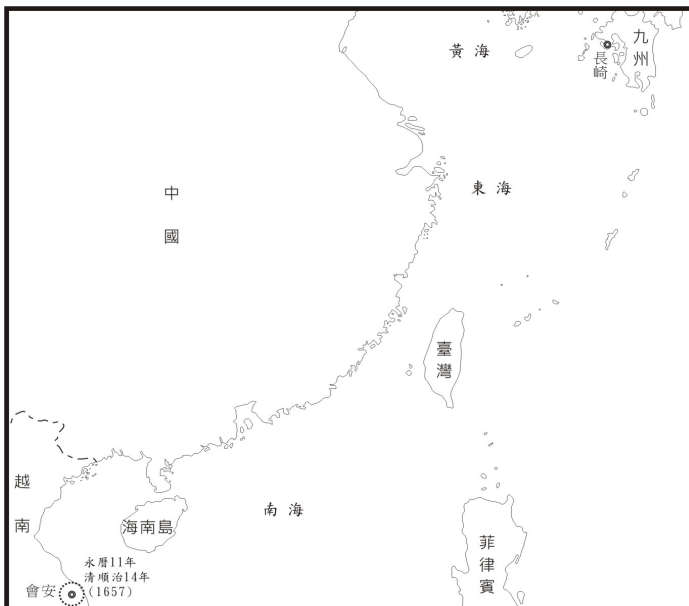 黃海
九州
長崎
中國
東海
臺灣
越南
海南島
南海
菲律賓
永曆11年
清順治14年
(1657)
會安